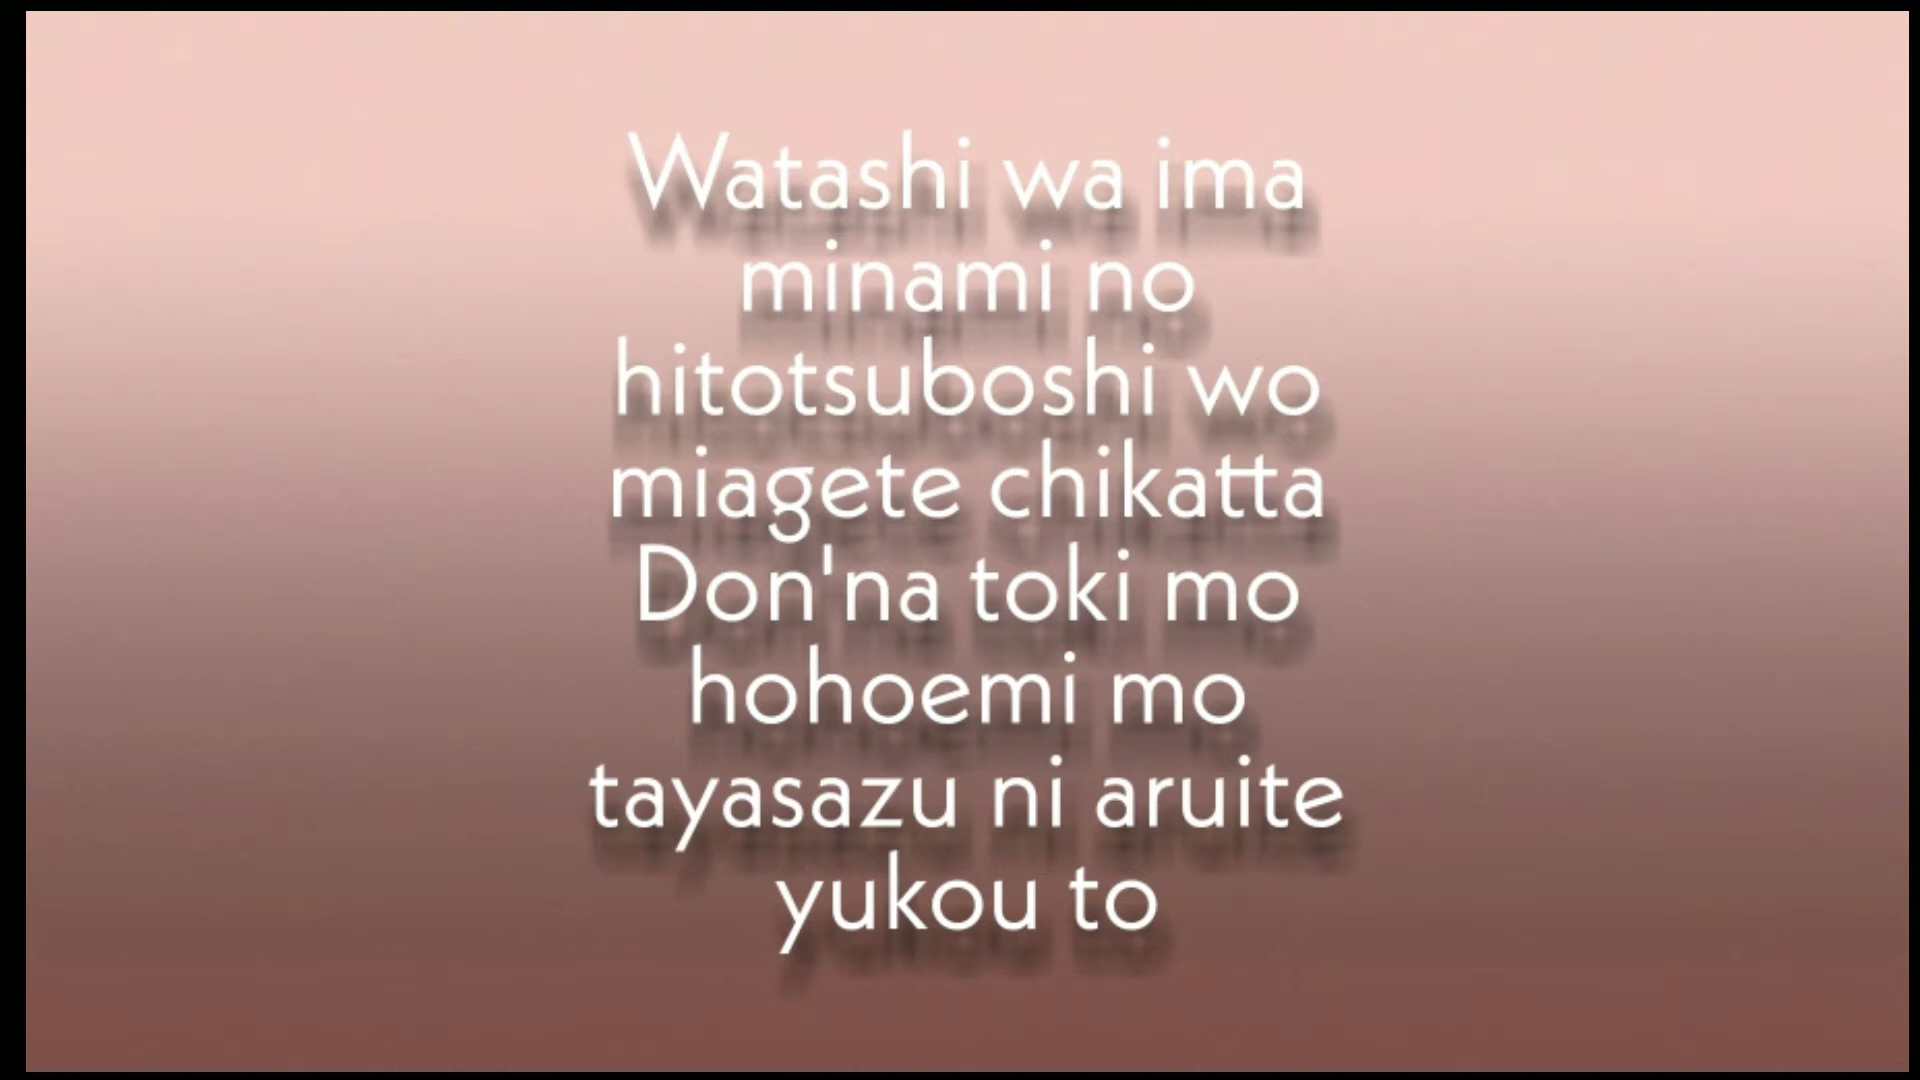 Watashi wa ima
minami no
hitotsuboshi wo
miagete chikatta
Don'na toki mo
hohoemi mo
tayasazu ni aruite
yukou to